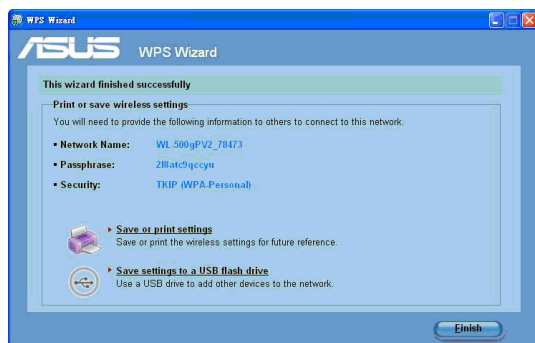 WPS Wizard
ASUS WPS Wizard
This wizard finished successfully
Print or save wireless settings
You will need to provide the following information to others to connect to this network.
▪ Network Name: WL-500gPV2_78473
▪ Passphrase: 2l8atc9qccyu
▪ Security: TKIP (WPA-Personal)
Save or print settings
Save or print the wireless settings for future reference.
Save settings to a USB flash drive
Use a USB drive to add other devices to the network.
Finish